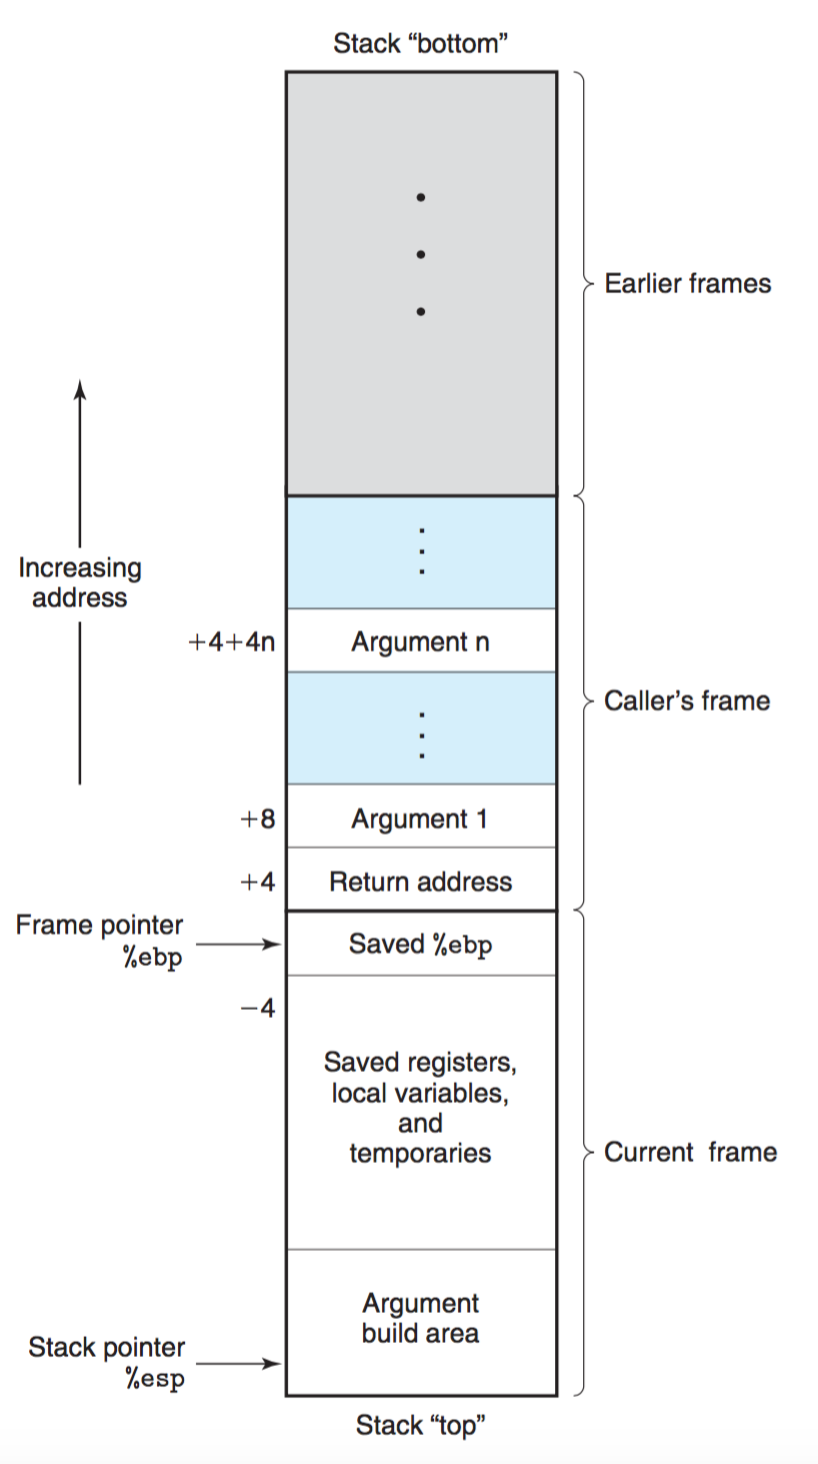 Stack “bottom”
Earlier frames
Increasing
address
+4+4n
Argument n
Caller’s frame
+8
Argument 1
+4
Return address
Frame pointer
%ebp
Saved %ebp
−4
Saved registers,
local variables,
and
temporaries
Current frame
Argument
build area
Stack pointer
%esp
Stack “top”